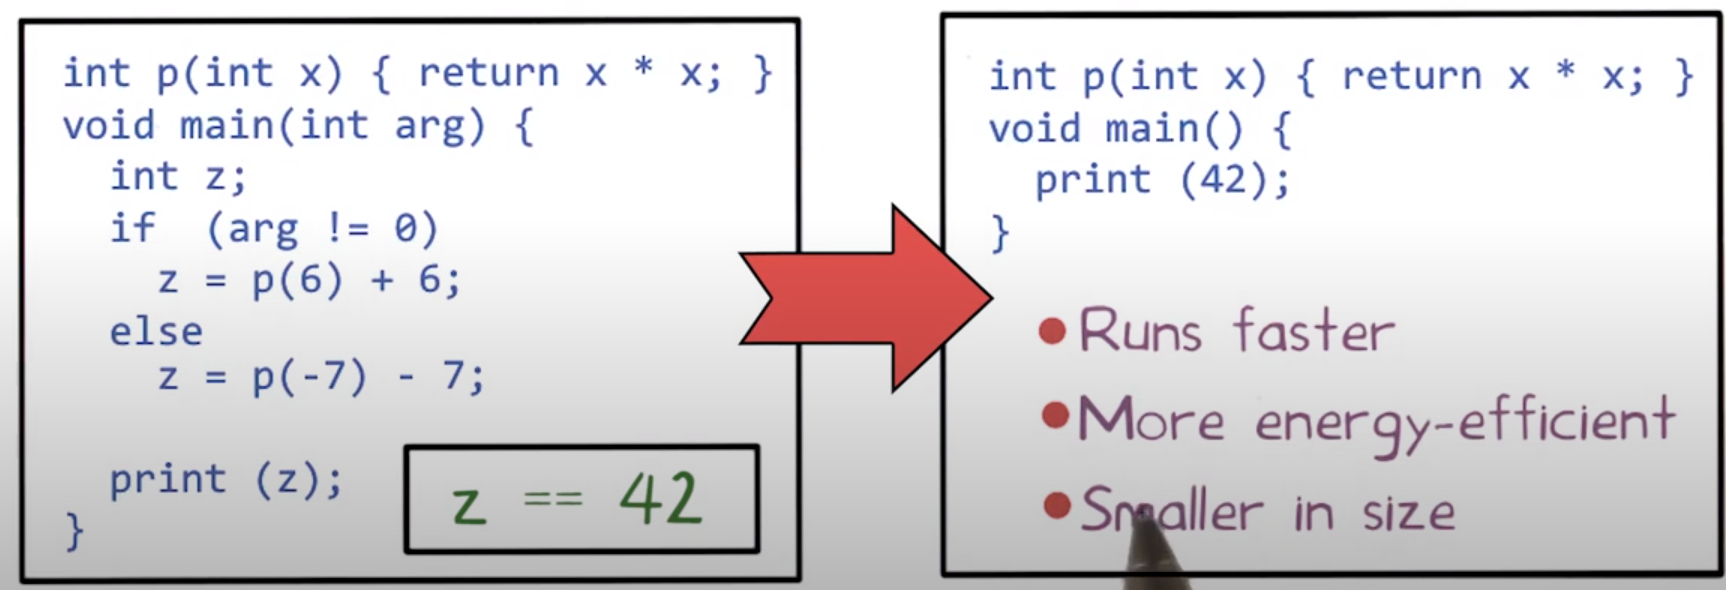 int p(int x) { return x * x; }
void main(int arg) {
int z;
if (arg != 0)
z = p(6) + 6;
else
z = p(-7) - 7;
print (z);
}
z == 42
int p(int x) { return x * x; }
void main() {
print (42);
}
Runs faster
More energy-efficient
Smaller in size